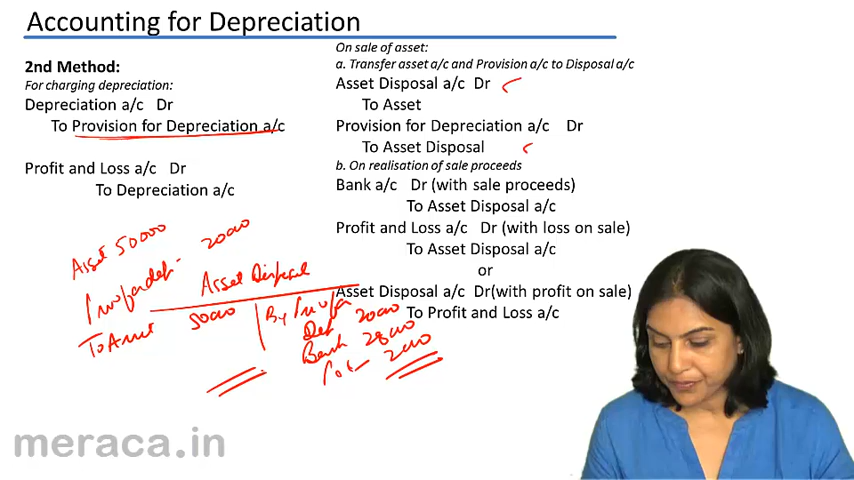 Accounting for Depreciation
2nd Method:
For charging depreciation:
Depreciation a/c Dr
To Provision for Depreciation a/c
Profit and Loss a/c Dr
To Depreciation a/c
On sale of asset:
a. Transfer asset a/c and Provision a/c to Disposal a/c
Asset Disposal a/c Dr
To Asset
Provision for Depreciation a/c Dr
To Asset Disposal
b. On realisation of sale proceeds
Bank a/c Dr (with sale proceeds)
To Asset Disposal a/c
Profit and Loss a/c Dr (with loss on sale)
To Asset Disposal a/c
or
Asset Disposal a/c Dr(with profit on sale)
To Profit and Loss a/c
Asset 50000
20000
Asset Disposal
To Asset 50000
By
Dep 20000
Bank 28000
2000
meraca.in